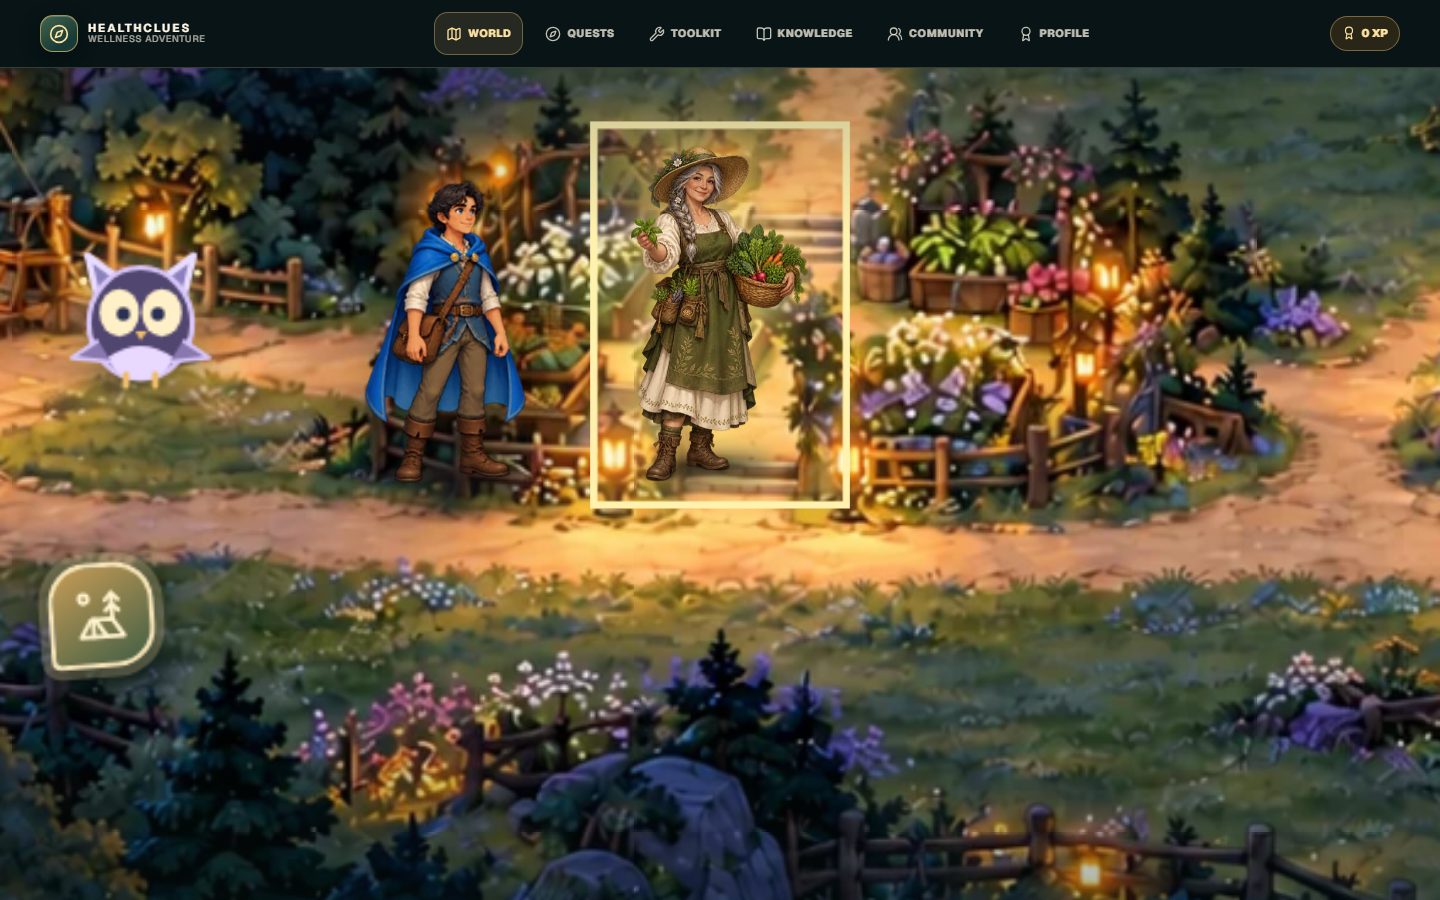 HEALTHCLUES
WELLNESS ADVENTURE
WORLD
QUESTS
TOOLKIT
KNOWLEDGE
COMMUNITY
PROFILE
0 XP